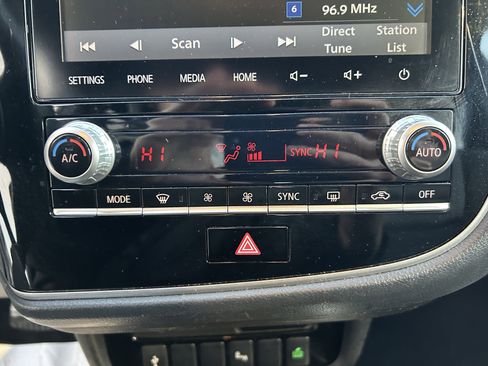 6 96.9 MHz
Scan Direct Tune Station List
SETTINGS PHONE MEDIA HOME
A/C HI SYNC HI AUTO
MODE SYNC OFF